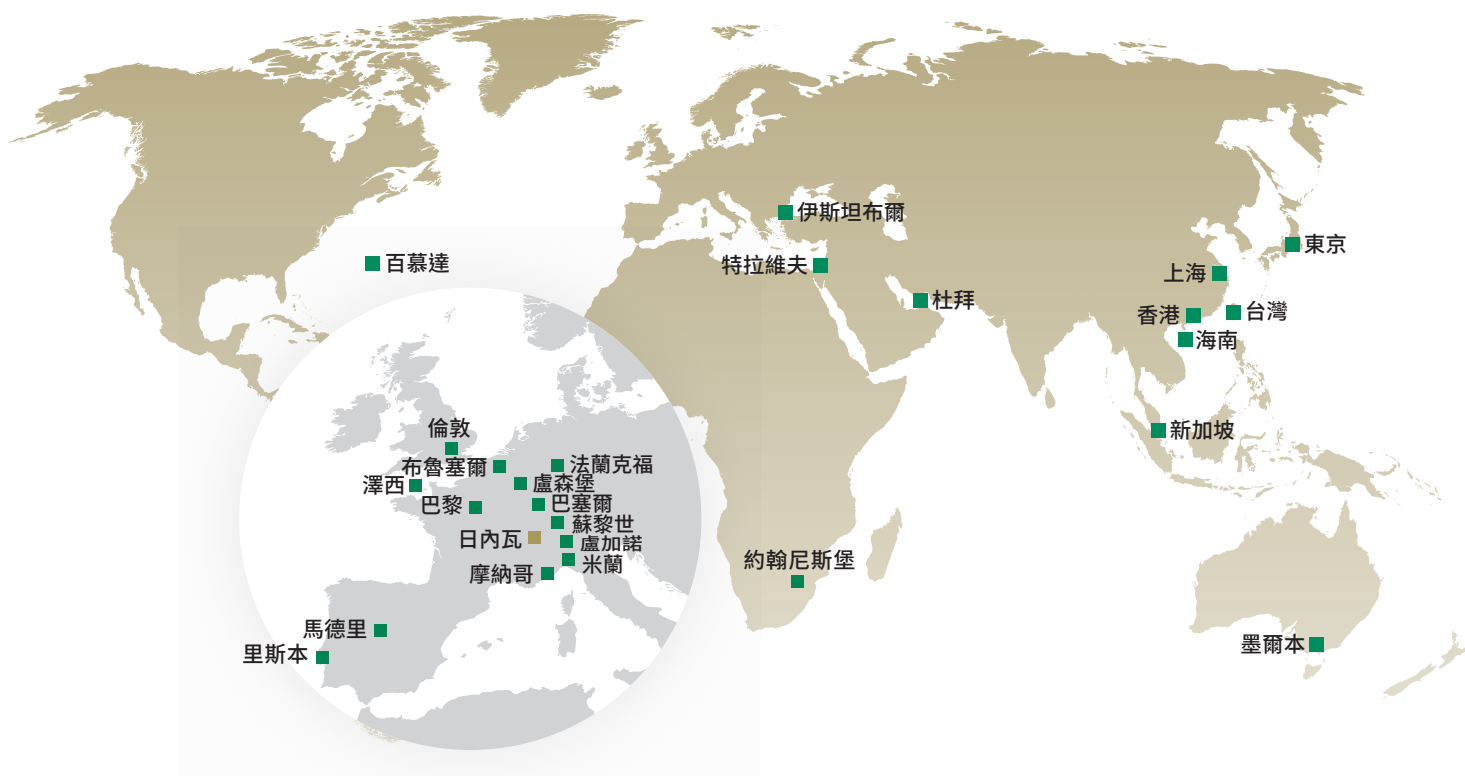 伊斯坦布爾
東京
百慕達
特拉維夫
上海
杜拜
香港
台灣
海南
倫敦
新加坡
布魯塞爾
法蘭克福
澤西
盧森堡
巴黎
巴塞爾
蘇黎世
日內瓦
盧加諾
米蘭
摩納哥
約翰尼斯堡
馬德里
里斯本
墨爾本